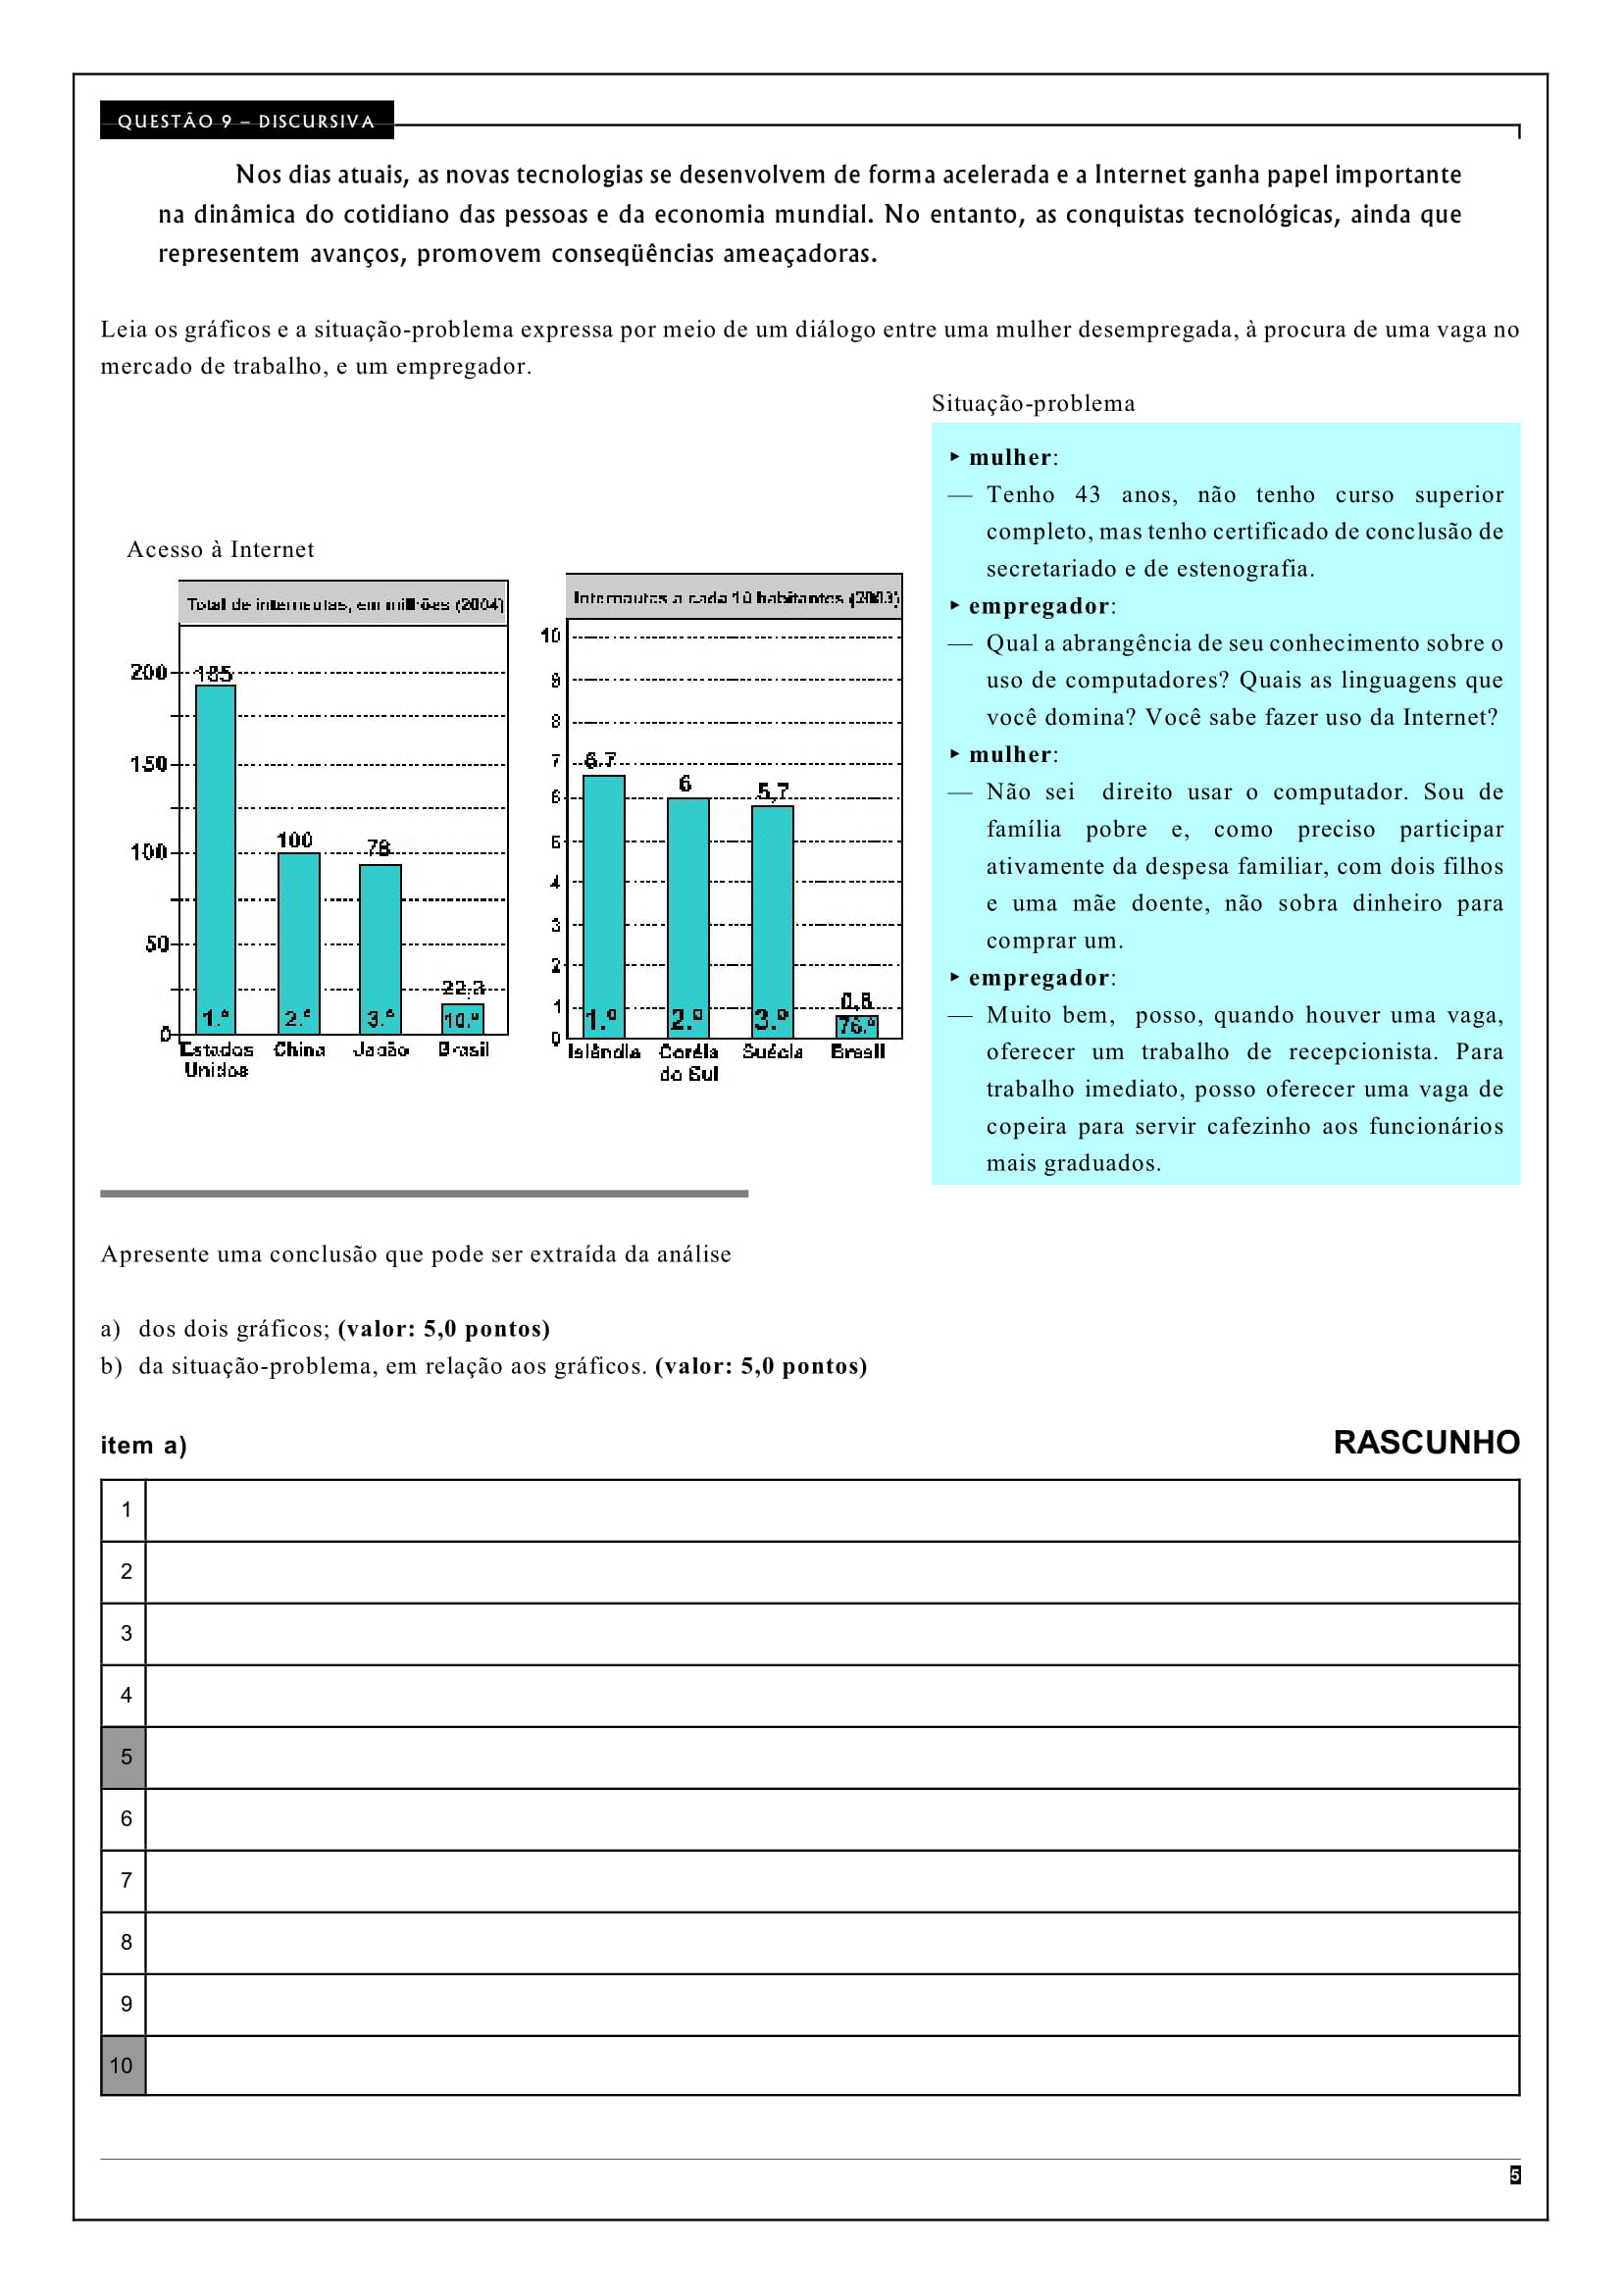 QUESTÃO 9 – DISCURSIVA
Nos dias atuais, as novas tecnologias se desenvolvem de forma acelerada e a Internet ganha papel importante
na dinâmica do cotidiano das pessoas e da economia mundial. No entanto, as conquistas tecnológicas, ainda que
representem avanços, promovem conseqüências ameaçadoras.
Leia os gráficos e a situação-problema expressa por meio de um diálogo entre uma mulher desempregada, à procura de uma vaga no
mercado de trabalho, e um empregador.
Acesso à Internet
Total de internautas, em milhões (2004)
200
150
100
50
0
185
100
78
22,3
1.º
2.º
3.º
10.º
Estados
Unidos
China
Japão
Brasil
Internautas a cada 10 habitantes (2003)
10
9
8
7
6
5
4
3
2
1
0
6,7
6
5,7
0,8
1.º
2.º
3.º
76.º
Islândia
Coréia
do Sul
Suécia
Brasil
Situação-problema
▸ mulher:
— Tenho 43 anos, não tenho curso superior
completo, mas tenho certificado de conclusão de
secretariado e de estenografia.
▸ empregador:
— Qual a abrangência de seu conhecimento sobre o
uso de computadores? Quais as linguagens que
você domina? Você sabe fazer uso da Internet?
▸ mulher:
— Não sei direito usar o computador. Sou de
família pobre e, como preciso participar
ativamente da despesa familiar, com dois filhos
e uma mãe doente, não sobra dinheiro para
comprar um.
▸ empregador:
— Muito bem, posso, quando houver uma vaga,
oferecer um trabalho de recepcionista. Para
trabalho imediato, posso oferecer uma vaga de
copeira para servir cafezinho aos funcionários
mais graduados.
Apresente uma conclusão que pode ser extraída da análise
a) dos dois gráficos; (valor: 5,0 pontos)
b) da situação-problema, em relação aos gráficos. (valor: 5,0 pontos)
item a)
RASCUNHO
1
2
3
4
5
6
7
8
9
10
5